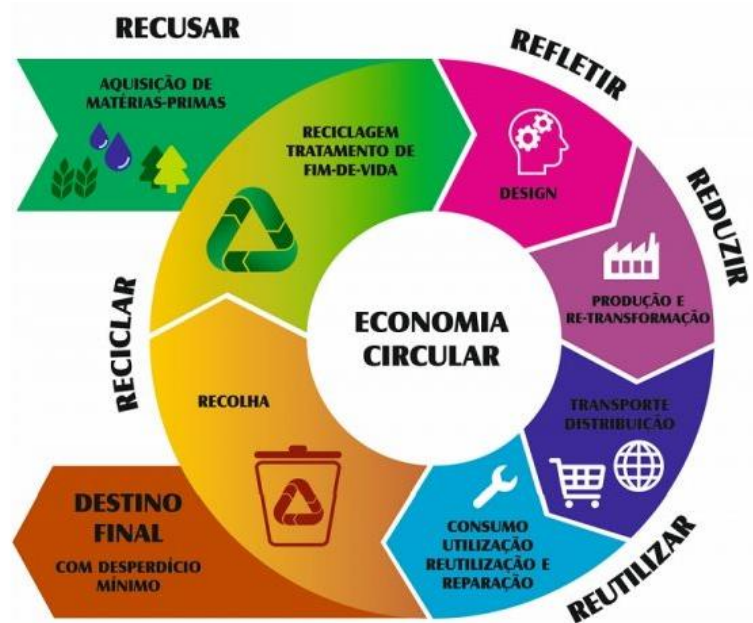 RECUSAR
AQUISIÇÃO DE
MATÉRIAS-PRIMAS
RECICLAGEM
TRATAMENTO DE
FIM-DE-VIDA
REFLETIR
DESIGN
REDUZIR
PRODUÇÃO E
RE-TRANSFORMAÇÃO
ECONOMIA
CIRCULAR
TRANSPORTE
DISTRIBUIÇÃO
REUTILIZAR
CONSUMO
UTILIZAÇÃO
REUTILIZAÇÃO E
REPARAÇÃO
RECICLAR
RECOLHA
DESTINO
FINAL
COM DESPERDÍCIO
MÍNIMO